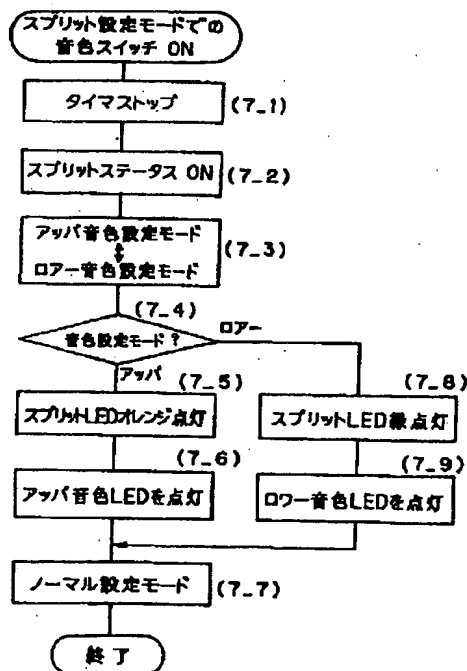 スプリット設定モードでの
音色スイッチ ON
タイマストップ
(7_1)
スプリットステータス ON
(7_2)
アッパ音色設定モード
ロアー音色設定モード
(7_3)
(7_4)
音色設定モード?
ロアー
アッパ
(7_5)
スプリットLEDオレンジ点灯
(7_8)
スプリットLED緑点灯
(7_6)
アッパ音色LEDを点灯
(7_9)
ロワー音色LEDを点灯
ノーマル設定モード
(7_7)
終了